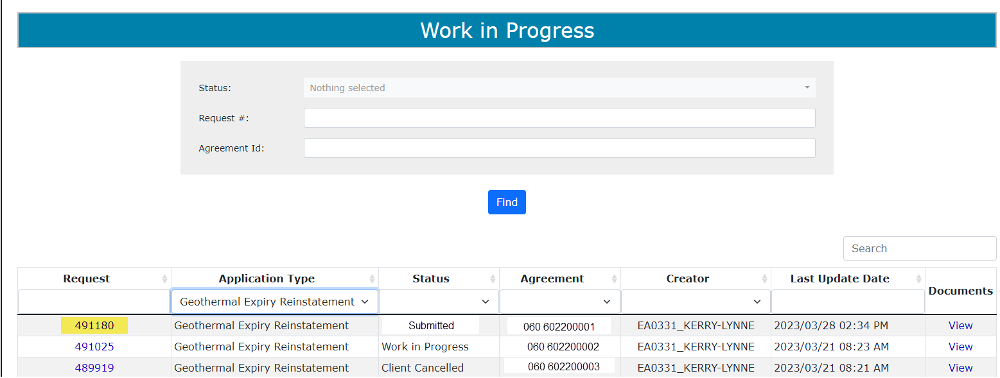 Work in Progress
Status: Nothing selected
Request #:
Agreement Id:
Find
Search
Request Application Type Status Agreement Creator Last Update Date Documents
Geothermal Expiry Reinstatement
491180 Geothermal Expiry Reinstatement Submitted 060 602200001 EA0331_KERRY-LYNNE 2023/03/28 02:34 PM View
491025 Geothermal Expiry Reinstatement Work in Progress 060 602200002 EA0331_KERRY-LYNNE 2023/03/21 08:23 AM View
489919 Geothermal Expiry Reinstatement Client Cancelled 060 602200003 EA0331_KERRY-LYNNE 2023/03/21 08:21 AM View